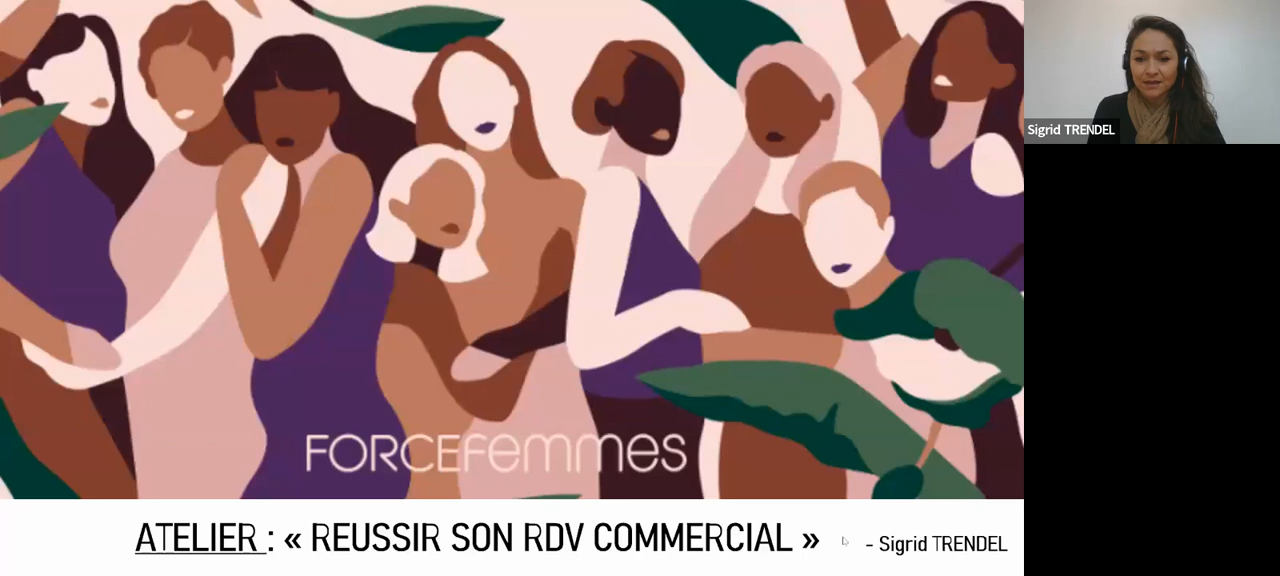 Sigrid TRENDEL
FORCEFEMMES
ATELIER : « REUSSIR SON RDV COMMERCIAL » - Sigrid TRENDEL